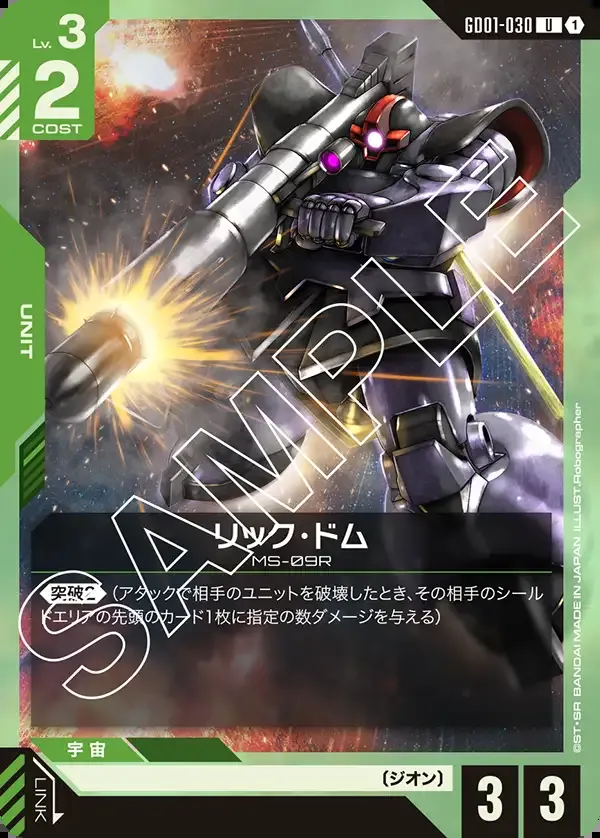 GD01-030 U 1
Lv. 3
2
COST
UNIT
SAMPLE
リック・ドム
MS-09R
突破2 (アタックで相手のユニットを破壊したとき、その相手のシール
ドエリアの先頭のカード1枚に指定の数ダメージを与える)
宇宙
LINK
〔ジオン〕
3 3
©ST・SR BANDAI MADE IN JAPAN ILLUST.Robographer